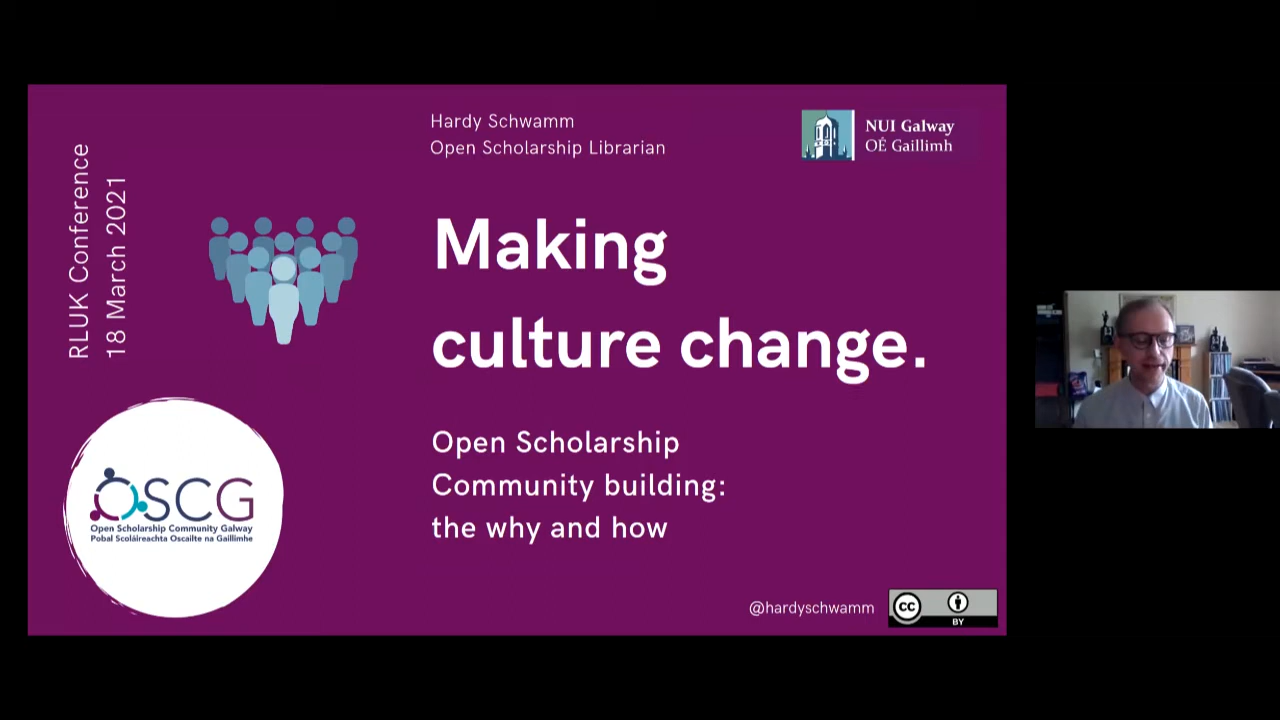 RLUK Conference
18 March 2021
Hardy Schwamm
Open Scholarship Librarian
NUI Galway
OÉ Gaillimh
Making
culture change.
Open Scholarship
Community building:
the why and how
OSCG
Open Scholarship Community Galway
Pobal Scoláireachta Oscailte na Gaillimhe
@hardyschwamm
cc
BY